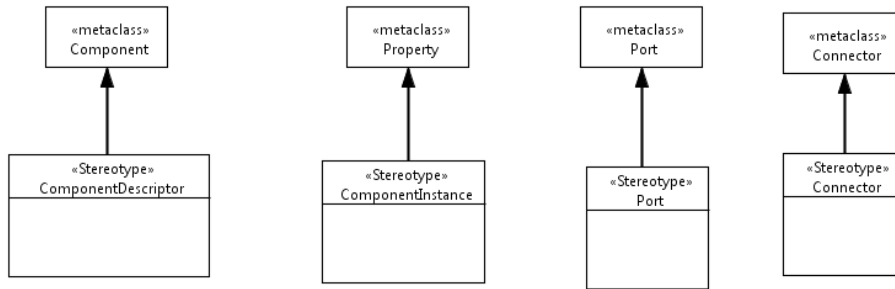 «metaclass»
Component
«Stereotype»
ComponentDescriptor
«metaclass»
Property
«Stereotype»
ComponentInstance
«metaclass»
Port
«Stereotype»
Port
«metaclass»
Connector
«Stereotype»
Connector